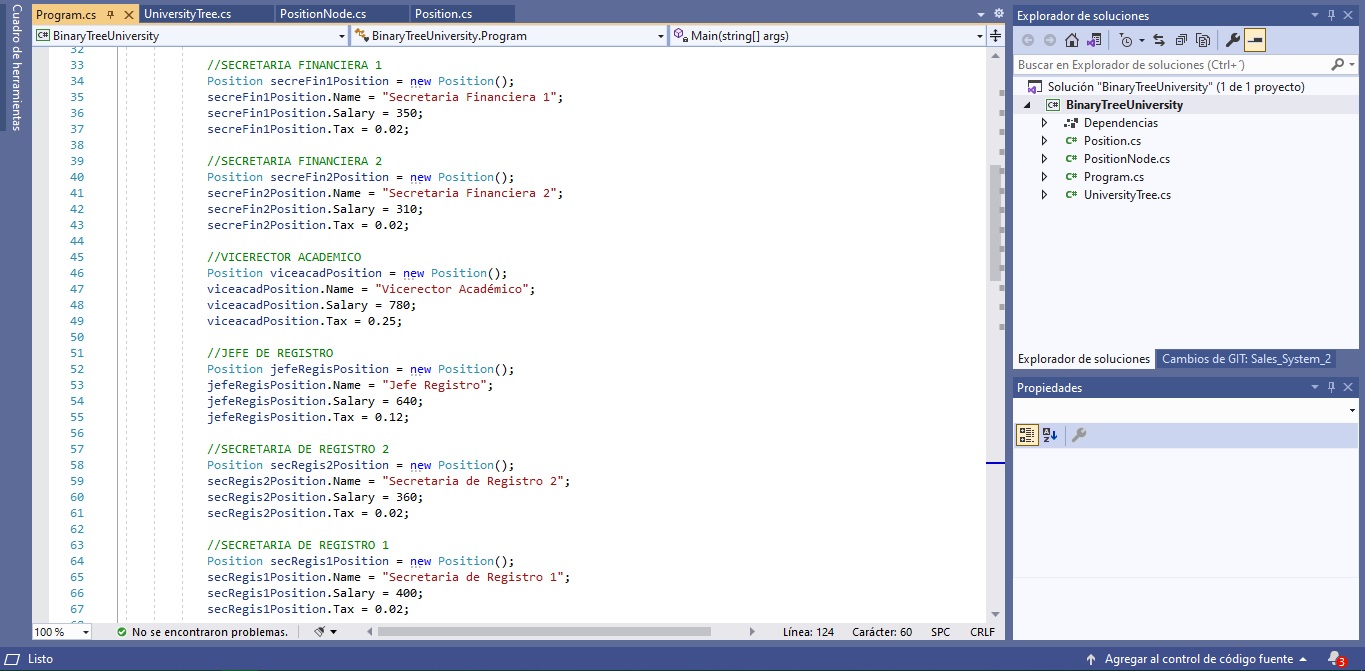 Cuadro de herramientas
Program.cs
UniversityTree.cs
PositionNode.cs
Position.cs
BinaryTreeUniversity
BinaryTreeUniversity.Program
Main(string[] args)
32
33 //SECRETARIA FINANCIERA 1
34 Position secreFin1Position = new Position();
35 secreFin1Position.Name = "Secretaria Financiera 1";
36 secreFin1Position.Salary = 350;
37 secreFin1Position.Tax = 0.02;
38
39 //SECRETARIA FINANCIERA 2
40 Position secreFin2Position = new Position();
41 secreFin2Position.Name = "Secretaria Financiera 2";
42 secreFin2Position.Salary = 310;
43 secreFin2Position.Tax = 0.02;
44
45 //VICERECTOR ACADEMICO
46 Position viceacadPosition = new Position();
47 viceacadPosition.Name = "Vicerector Académico";
48 viceacadPosition.Salary = 780;
49 viceacadPosition.Tax = 0.25;
50
51 //JEFE DE REGISTRO
52 Position jefeRegisPosition = new Position();
53 jefeRegisPosition.Name = "Jefe Registro";
54 jefeRegisPosition.Salary = 640;
55 jefeRegisPosition.Tax = 0.12;
56
57 //SECRETARIA DE REGISTRO 2
58 Position secRegis2Position = new Position();
59 secRegis2Position.Name = "Secretaria de Registro 2";
60 secRegis2Position.Salary = 360;
61 secRegis2Position.Tax = 0.02;
62
63 //SECRETARIA DE REGISTRO 1
64 Position secRegis1Position = new Position();
65 secRegis1Position.Name = "Secretaria de Registro 1";
66 secRegis1Position.Salary = 400;
67 secRegis1Position.Tax = 0.02;
100 %
No se encontraron problemas.
Línea: 124 Carácter: 60 SPC CRLF
Explorador de soluciones
Buscar en Explorador de soluciones (Ctrl+´)
Solución "BinaryTreeUniversity" (1 de 1 proyecto)
C# BinaryTreeUniversity
Dependencias
C# Position.cs
C# PositionNode.cs
C# Program.cs
C# UniversityTree.cs
Explorador de soluciones
Cambios de GIT: Sales_System_2
Propiedades
Listo
Agregar al control de código fuente
3